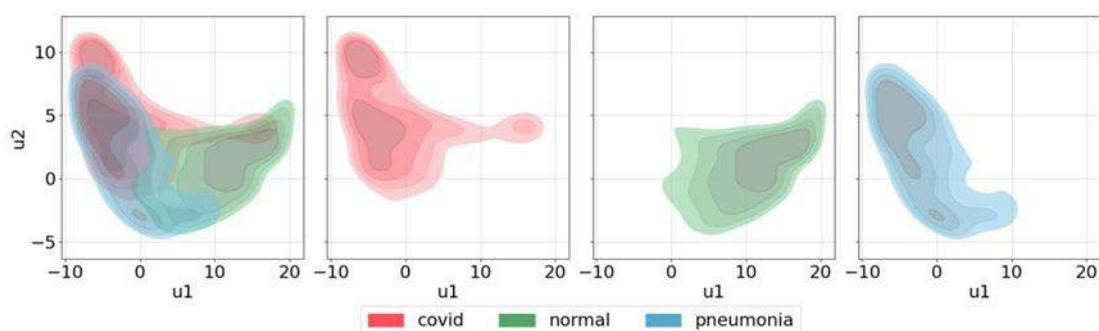 u2
10
5
0
−5
−10 0 10 20
−10 0 10 20
−10 0 10 20
−10 0 10 20
u1 u1 u1 u1
covid normal pneumonia